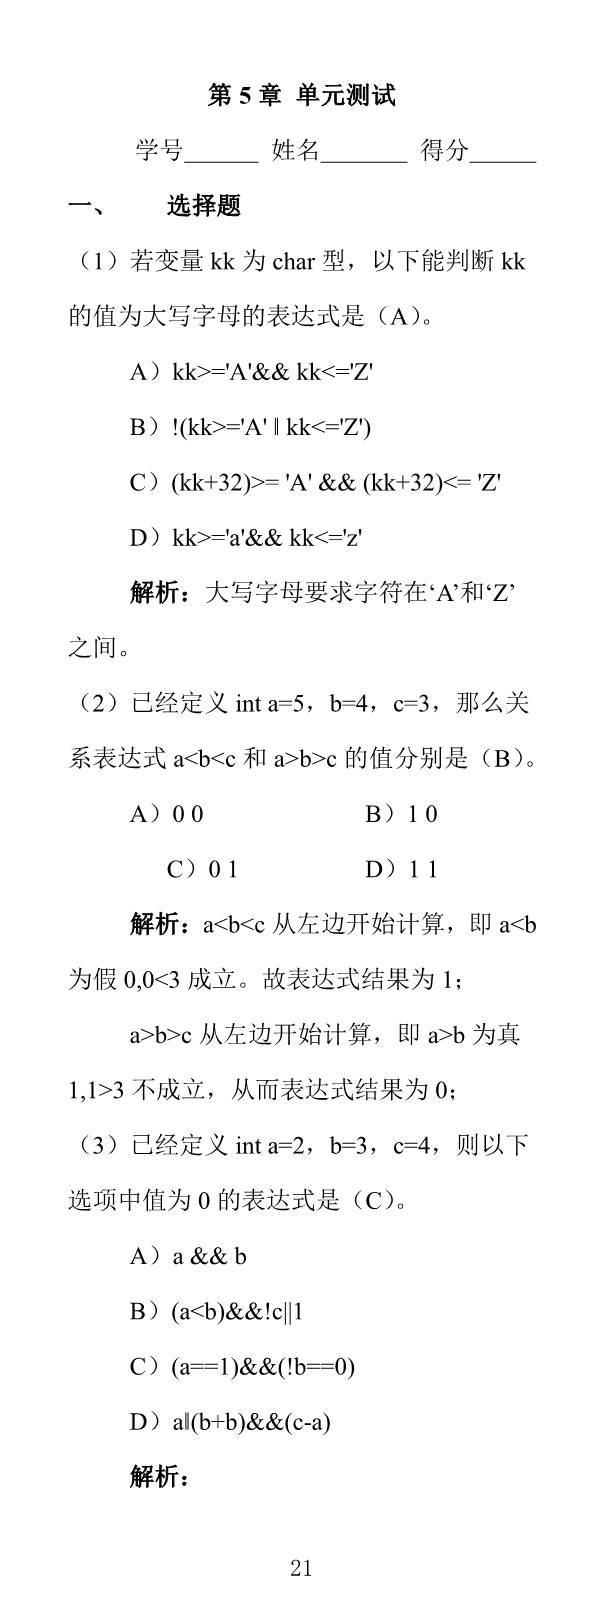 第 5 章 单元测试
学号______ 姓名_______ 得分_____
一、 选择题
（1）若变量 kk 为 char 型，以下能判断 kk
的值为大写字母的表达式是（A）。
A）kk>='A'&& kk<='Z'
B）!(kk>='A' ‖ kk<='Z')
C）(kk+32)>= 'A' && (kk+32)<= 'Z'
D）kk>='a'&& kk<='z'
解析：大写字母要求字符在‘A’和‘Z’
之间。
（2）已经定义 int a=5，b=4，c=3，那么关
系表达式 a<b<c 和 a>b>c 的值分别是（B）。
A）0 0 B）1 0
C）0 1 D）1 1
解析：a<b<c 从左边开始计算，即 a<b
为假 0,0<3 成立。故表达式结果为 1；
a>b>c 从左边开始计算，即 a>b 为真
1,1>3 不成立，从而表达式结果为 0；
（3）已经定义 int a=2，b=3，c=4，则以下
选项中值为 0 的表达式是（C）。
A）a && b
B）(a<b)&&!c||1
C）(a==1)&&(!b==0)
D）a‖(b+b)&&(c-a)
解析：
21